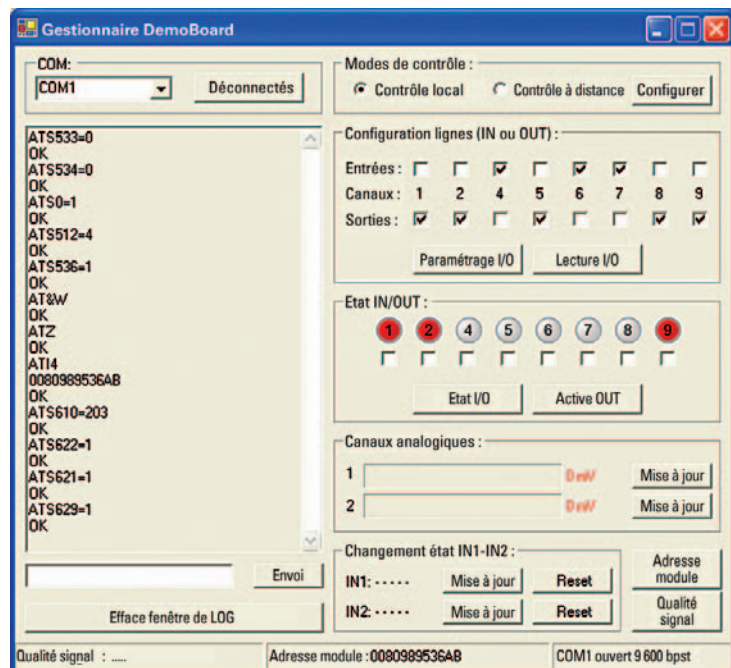 Gestionnaire DemoBoard
COM:
COM1
Déconnectés
ATS533=0
OK
ATS534=0
OK
ATS0=1
OK
ATS512=4
OK
ATS536=1
OK
AT&W
OK
ATZ
OK
ATI4
0080989536AB
OK
ATS610=203
OK
ATS622=1
OK
ATS621=1
OK
ATS629=1
OK
Envoi
Efface fenêtre de LOG
Modes de contrôle :
Contrôle local Contrôle à distance Configurer
Configuration lignes (IN ou OUT) :
Entrées :
Canaux : 1 2 4 5 6 7 8 9
Sorties :
Paramétrage I/O Lecture I/O
Etat IN/OUT :
1 2 4 5 6 7 8 9
Etat I/O Active OUT
Canaux analogiques :
1 0 mV Mise à jour
2 0 mV Mise à jour
Changement état IN1-IN2 :
IN1: ····· Mise à jour Reset
IN2: ····· Mise à jour Reset
Adresse
module
Qualité
signal
Qualité signal : ..... Adresse module :0080989536AB COM1 ouvert 9 600 bpst